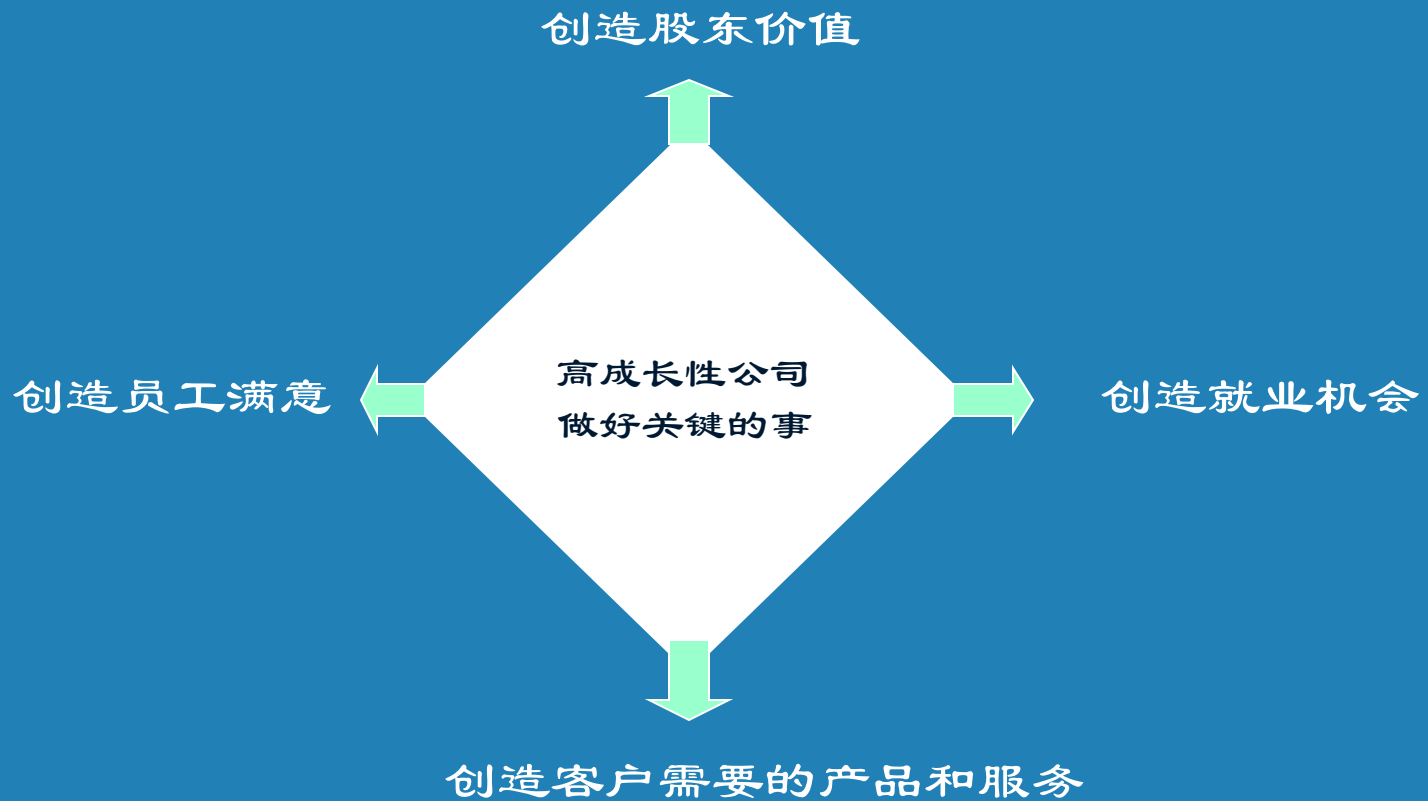 创造股东价值
高成长性公司
做好关键的事
创造员工满意
创造就业机会
创造客户需要的产品和服务